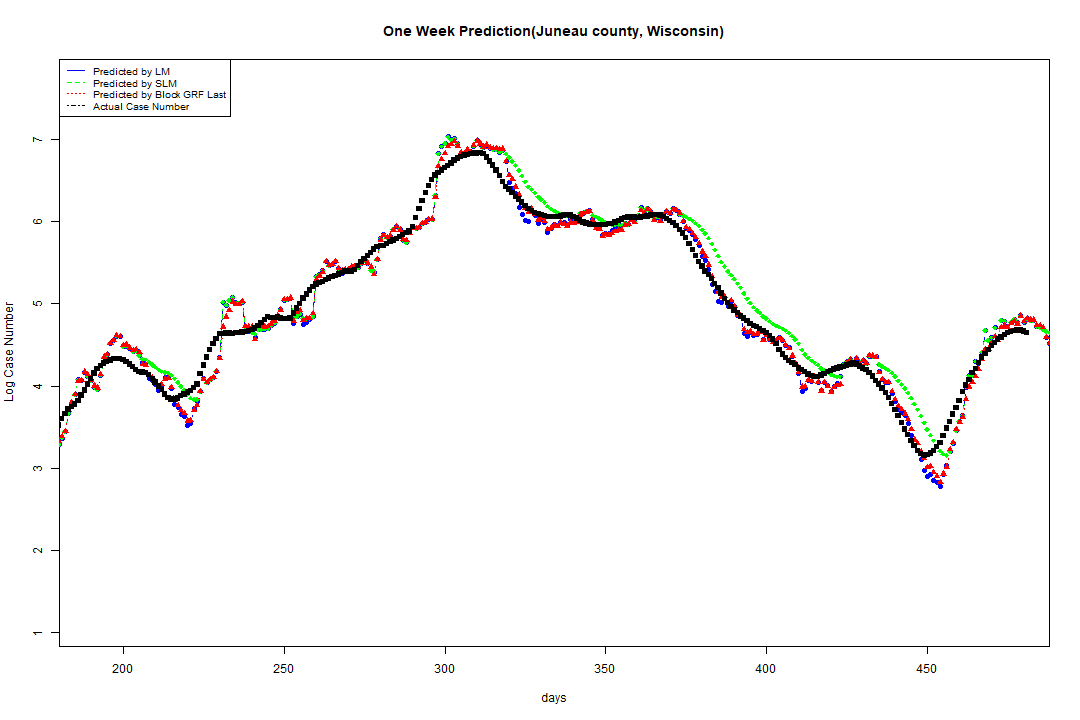 One Week Prediction(Juneau county, Wisconsin)
Predicted by LM
Predicted by SLM
Predicted by Block GRF Last
Actual Case Number
7
6
5
4
3
2
1
Log Case Number
200 250 300 350 400 450
days